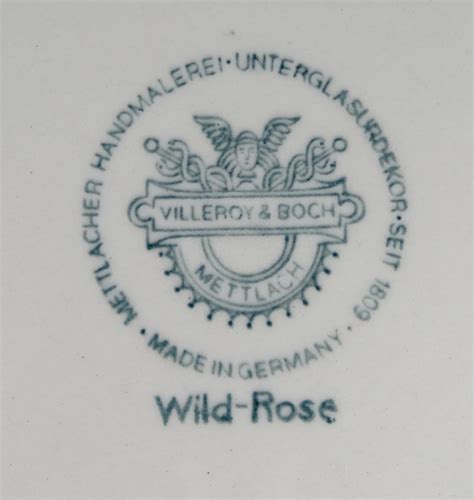 METTLACHER HANDMALEREI · UNTERGLASURDEKOR · SEIT 1809 ·
VILLEROY & BOCH
METTLACH
MADE IN GERMANY ·
Wild-Rose